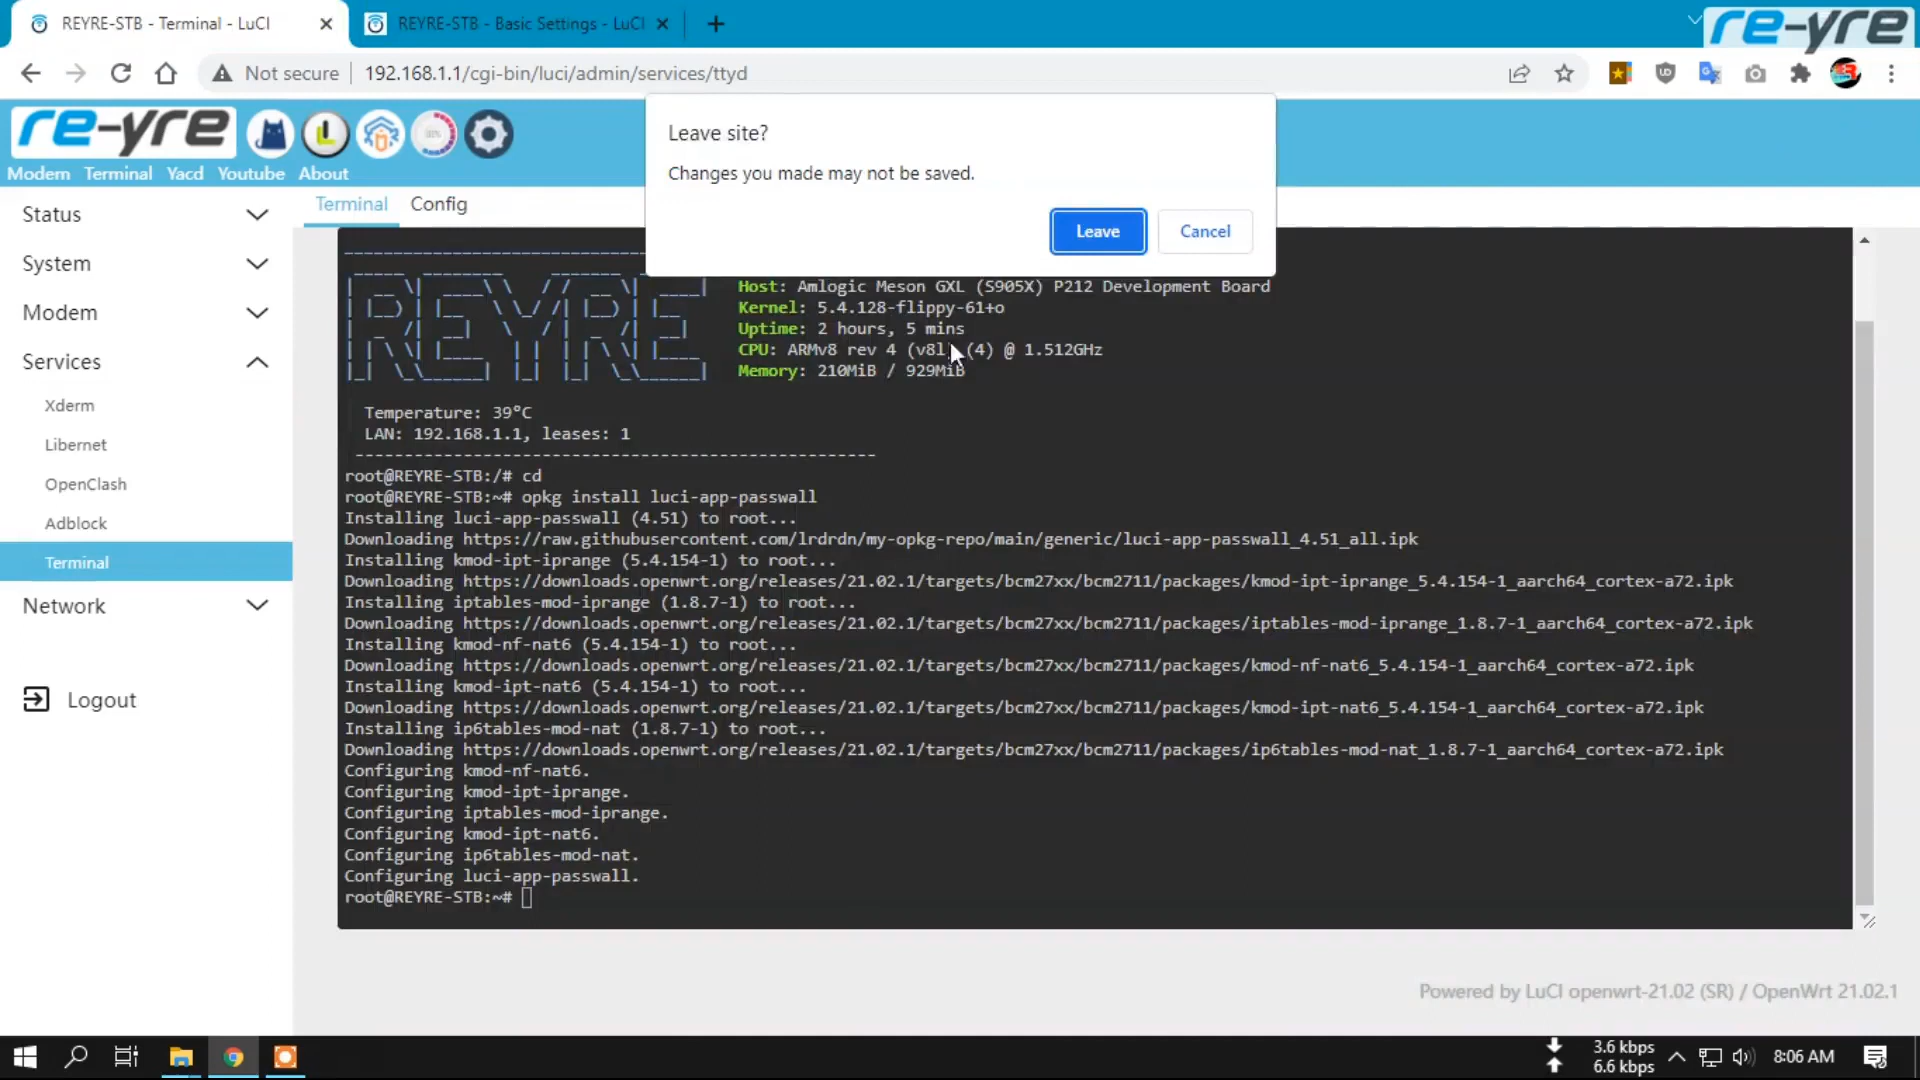 REYRE-STB - Terminal - LuCI
REYRE-STB - Basic Settings - LuCI
re-yre
Not secure
192.168.1.1/cgi-bin/luci/admin/services/ttyd
re-yre
Modem Terminal Yacd Youtube About
Leave site?
Changes you made may not be saved.
Leave
Cancel
Status
System
Modem
Services
Xderm
Libernet
OpenClash
Adblock
Terminal
Network
Logout
Terminal
Config
REYRE
Host: Amlogic Meson GXL (S905X) P212 Development Board
Kernel: 5.4.128-flippy-61+o
Uptime: 2 hours, 5 mins
CPU: ARMv8 rev 4 (v8l) (4) @ 1.512GHz
Memory: 210MiB / 929MiB
Temperature: 39°C
LAN: 192.168.1.1, leases: 1
-----------------------------------------------------
root@REYRE-STB:/# cd
root@REYRE-STB:~# opkg install luci-app-passwall
Installing luci-app-passwall (4.51) to root...
Downloading https://raw.githubusercontent.com/lrdrdn/my-opkg-repo/main/generic/luci-app-passwall_4.51_all.ipk
Installing kmod-ipt-iprange (5.4.154-1) to root...
Downloading https://downloads.openwrt.org/releases/21.02.1/targets/bcm27xx/bcm2711/packages/kmod-ipt-iprange_5.4.154-1_aarch64_cortex-a72.ipk
Installing iptables-mod-iprange (1.8.7-1) to root...
Downloading https://downloads.openwrt.org/releases/21.02.1/targets/bcm27xx/bcm2711/packages/iptables-mod-iprange_1.8.7-1_aarch64_cortex-a72.ipk
Installing kmod-nf-nat6 (5.4.154-1) to root...
Downloading https://downloads.openwrt.org/releases/21.02.1/targets/bcm27xx/bcm2711/packages/kmod-nf-nat6_5.4.154-1_aarch64_cortex-a72.ipk
Installing kmod-ipt-nat6 (5.4.154-1) to root...
Downloading https://downloads.openwrt.org/releases/21.02.1/targets/bcm27xx/bcm2711/packages/kmod-ipt-nat6_5.4.154-1_aarch64_cortex-a72.ipk
Installing ip6tables-mod-nat (1.8.7-1) to root...
Downloading https://downloads.openwrt.org/releases/21.02.1/targets/bcm27xx/bcm2711/packages/ip6tables-mod-nat_1.8.7-1_aarch64_cortex-a72.ipk
Configuring kmod-nf-nat6.
Configuring kmod-ipt-iprange.
Configuring iptables-mod-iprange.
Configuring kmod-ipt-nat6.
Configuring ip6tables-mod-nat.
Configuring luci-app-passwall.
root@REYRE-STB:~#
Powered by LuCI openwrt-21.02 (SR) / OpenWrt 21.02.1
3.6 kbps
6.6 kbps
8:06 AM